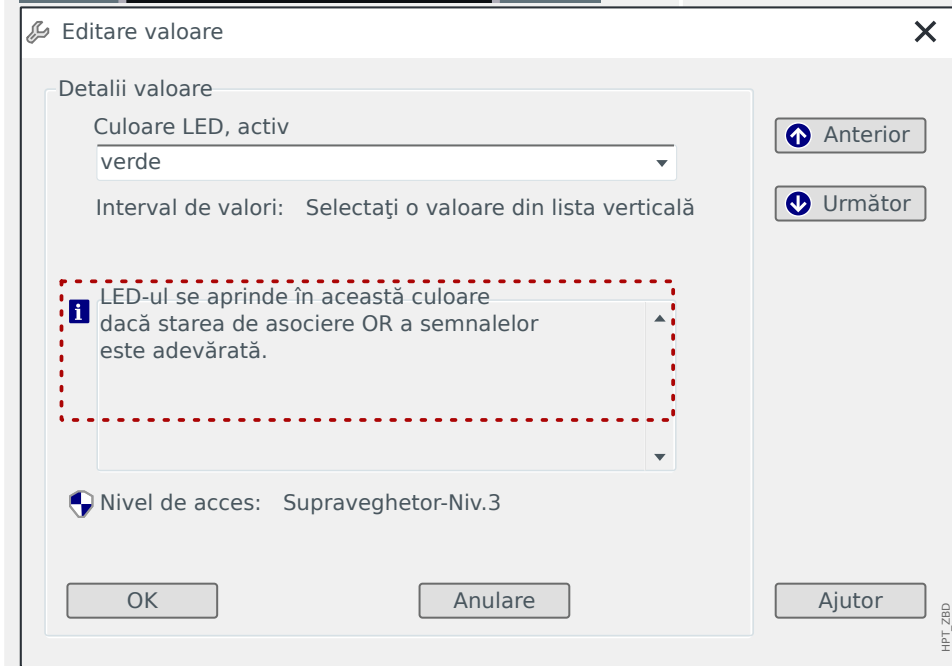 Editare valoare
Detalii valoare
Culoare LED, activ
verde
Interval de valori: Selectaţi o valoare din lista verticală
Anterior
Următor
LED-ul se aprinde în această culoare
dacă starea de asociere OR a semnalelor
este adevărată.
Nivel de acces: Supraveghetor-Niv.3
OK
Anulare
Ajutor
HPT_ZBD